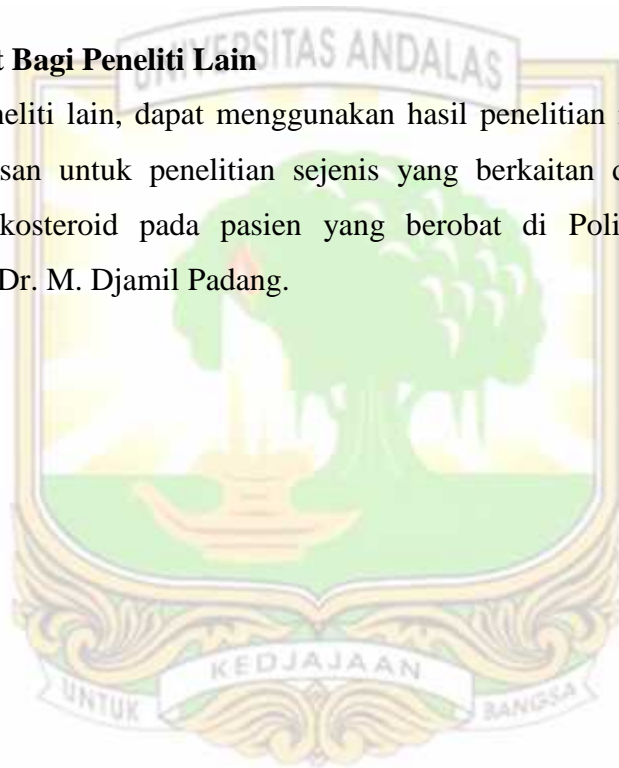 UNIVERSITAS ANDALAS
t Bagi Peneliti Lain
neliti lain, dapat menggunakan hasil penelitian
san untuk penelitian sejenis yang berkaitan
kosteroid pada pasien yang berobat di Poli
Dr. M. Djamil Padang.
KEDJAJAAN
UNTUK
BANGSA